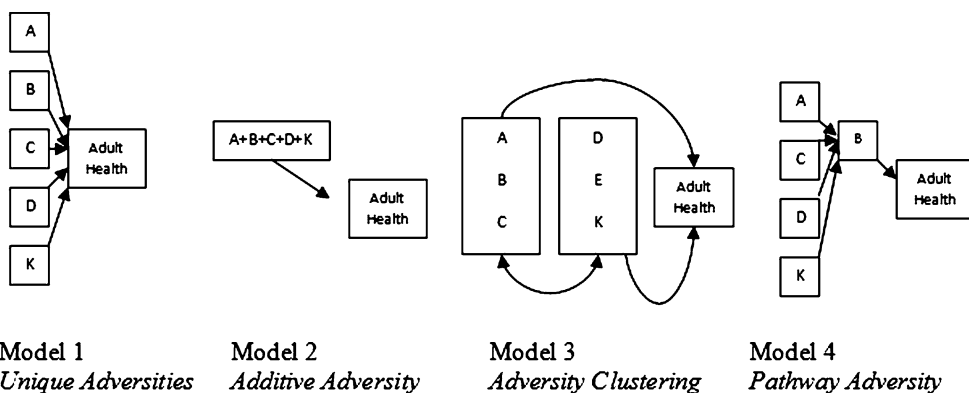 A
B
C
D
K
Adult
Health
A+B+C+D+K
Adult
Health
A
B
C
D
E
K
Adult
Health
A
C
D
K
B
Adult
Health
Model 1
Unique Adversities
Model 2
Additive Adversity
Model 3
Adversity Clustering
Model 4
Pathway Adversity